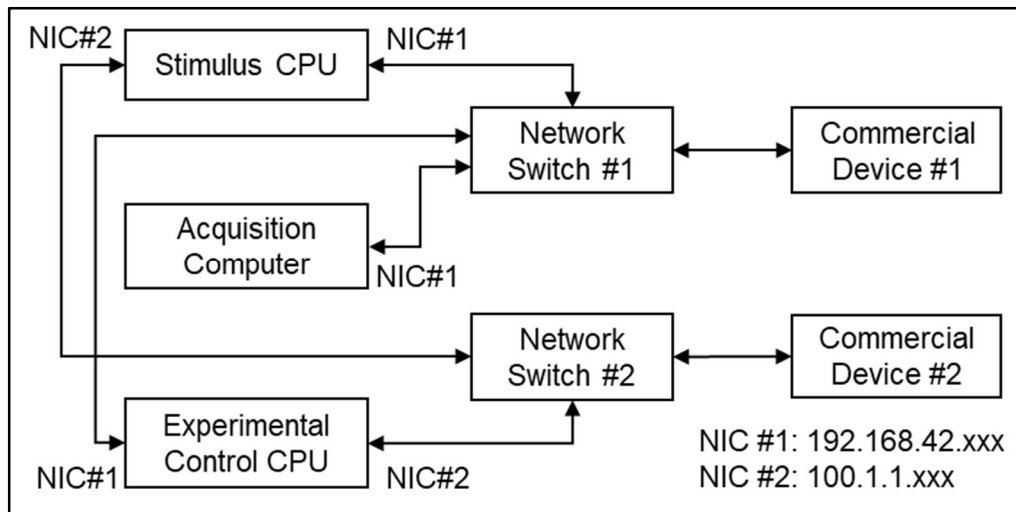 NIC#2
Stimulus CPU
NIC#1
Network
Switch #1
Commercial
Device #1
Acquisition
Computer
NIC#1
Network
Switch #2
Commercial
Device #2
Experimental
Control CPU
NIC#1
NIC#2
NIC #1: 192.168.42.xxx
NIC #2: 100.1.1.xxx